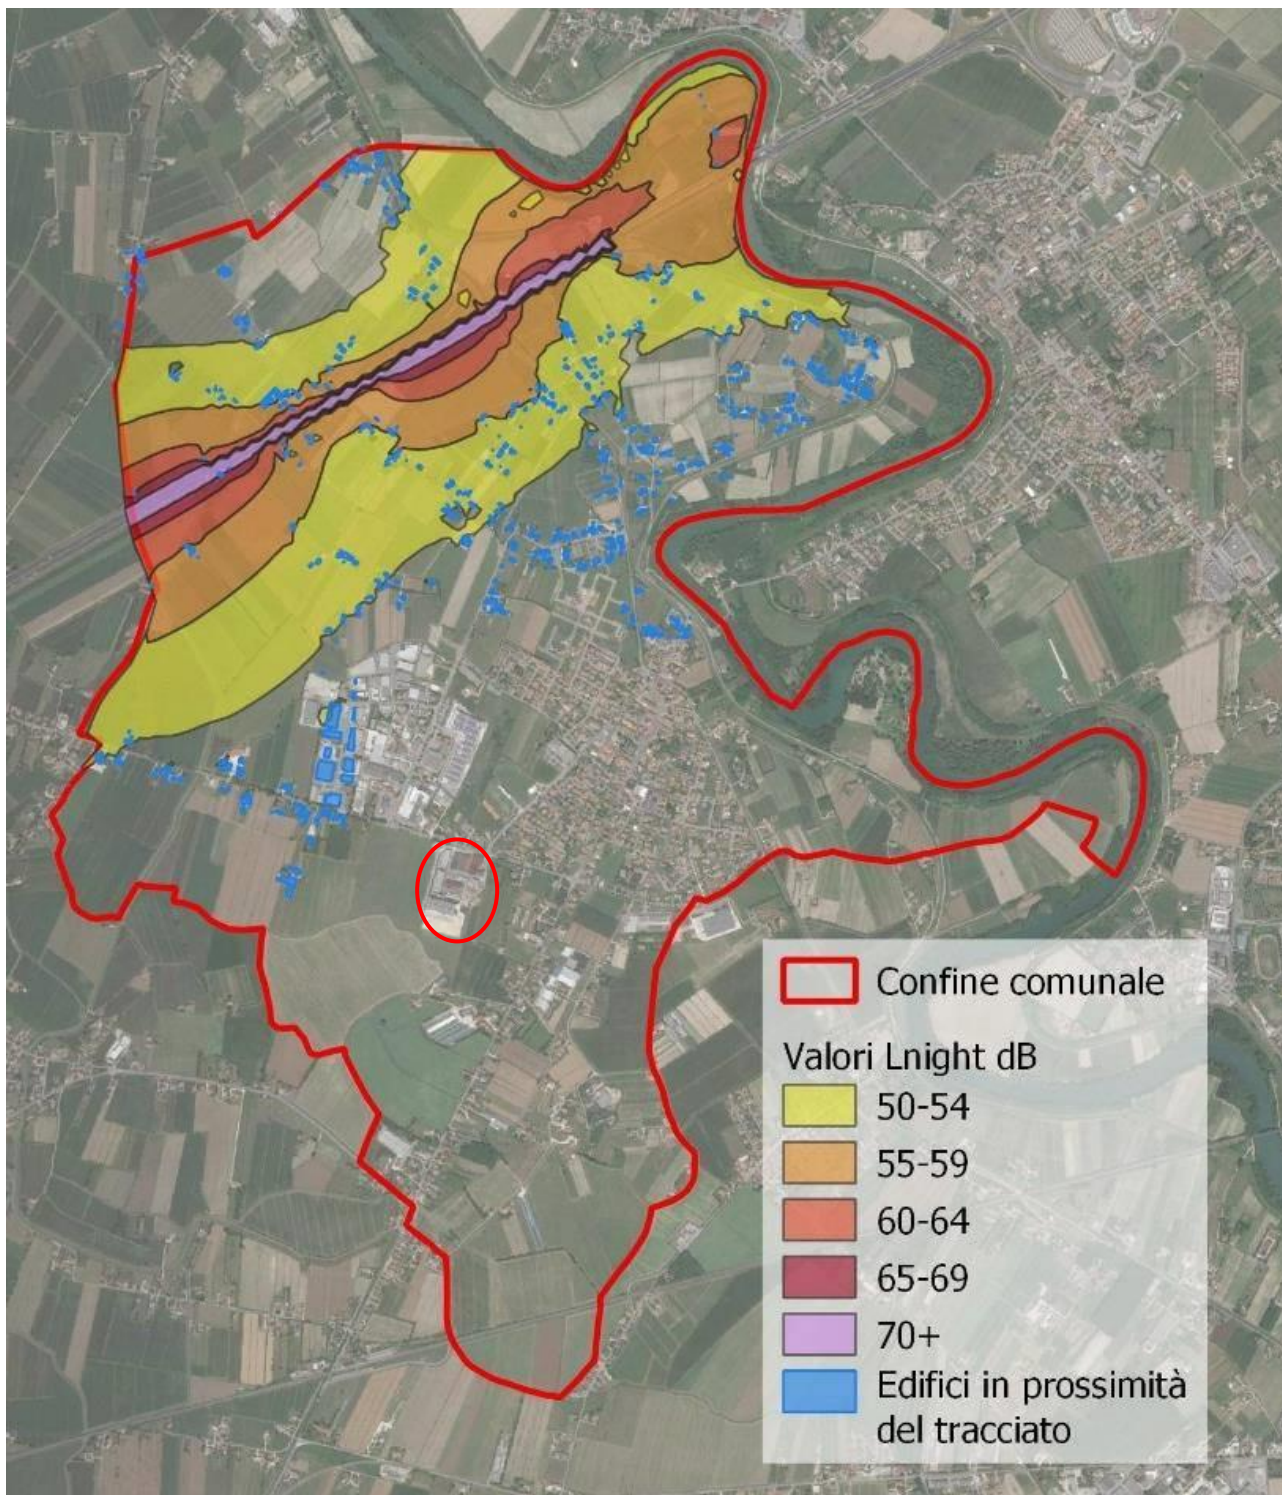 Confine comunale
Valori Lnight dB
50-54
55-59
60-64
65-69
70+
Edifici in prossimità
del tracciato